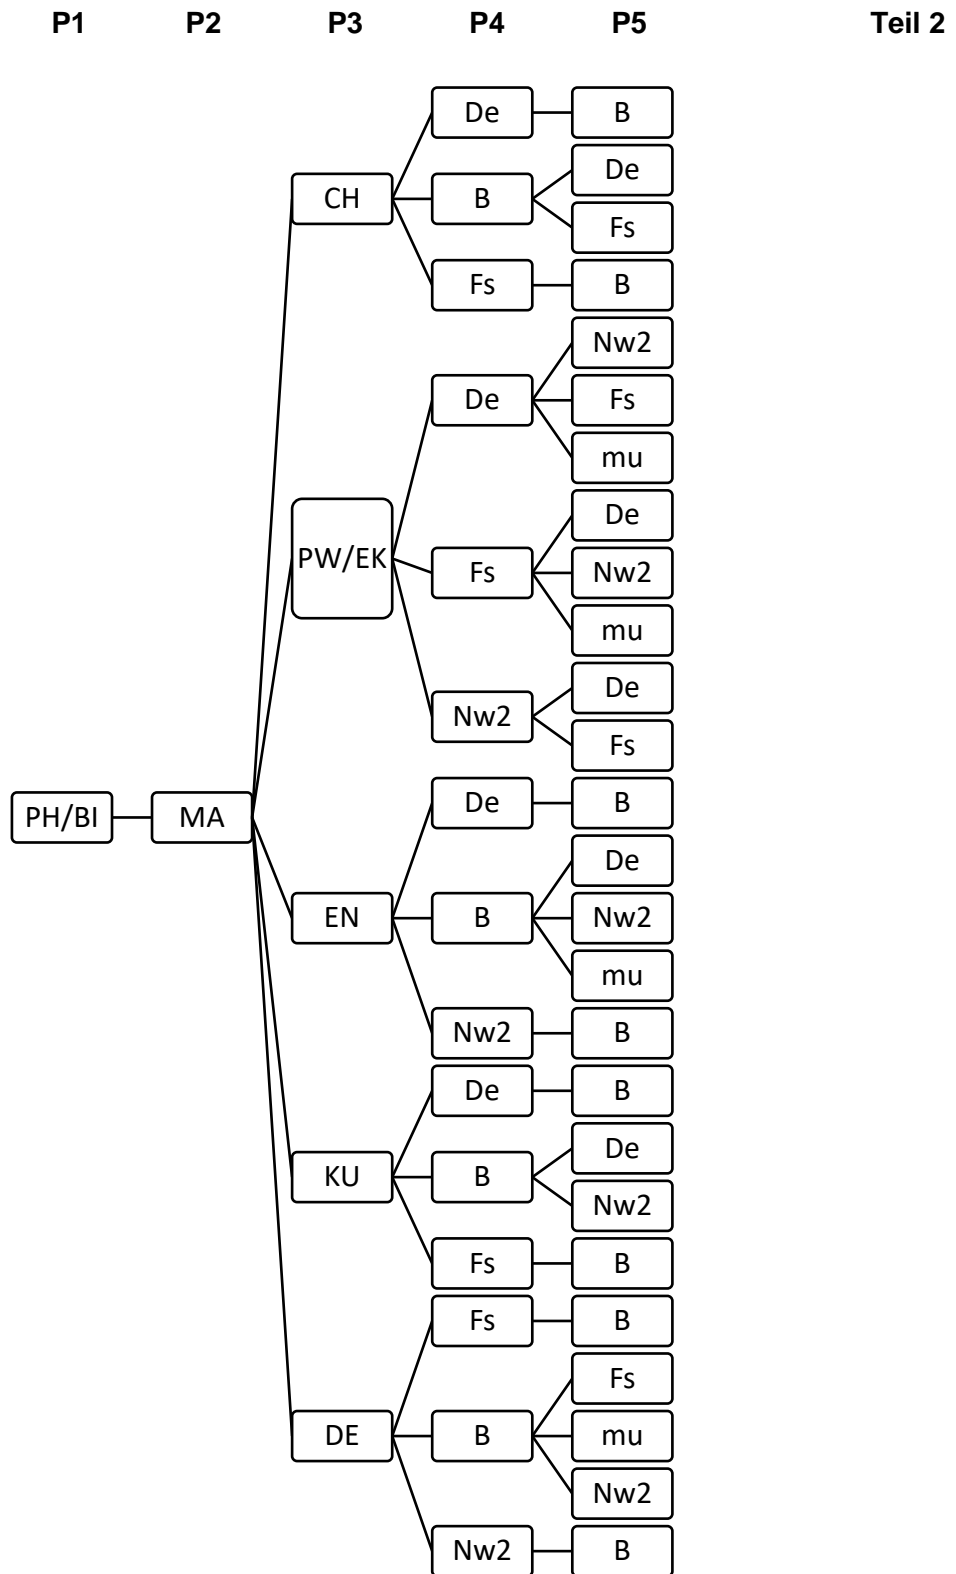 P1 P2 P3 P4 P5 Teil 2
De B
De
CH B
Fs
Fs B
Nw2
De Fs
mu
De
PW/EK Fs Nw2
mu
De
Nw2
Fs
PH/BI MA De B
De
EN B Nw2
mu
Nw2 B
De B
De
KU B
Nw2
Fs B
Fs B
Fs
DE B mu
Nw2
Nw2 B